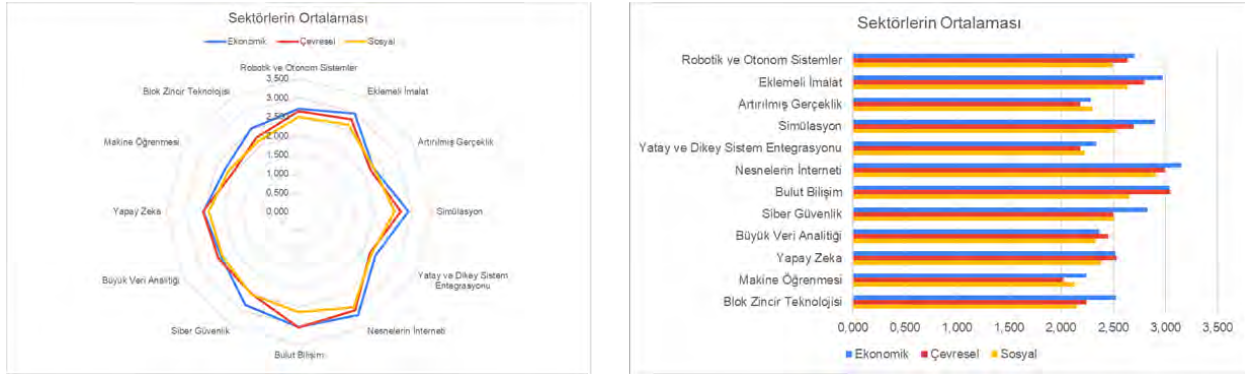 Sektörlerin Ortalaması
Ekonomik Çevresel Sosyal
Robotik ve Otonom Sistemler
3,500
3,000
2,500
2,000
1,500
1,000
0,500
0,000
Eklemeli İmalat
Artırılmış Gerçeklik
Simülasyon
Yatay ve Dikey Sistem
Entegrasyonu
Nesnelerin İnterneti
Bulut Bilişim
Siber Güvenlik
Büyük Veri Analitiği
Yapay Zeka
Makine Öğrenmesi
Blok Zincir Teknolojisi
Sektörlerin Ortalaması
Robotik ve Otonom Sistemler
Eklemeli İmalat
Artırılmış Gerçeklik
Simülasyon
Yatay ve Dikey Sistem Entegrasyonu
Nesnelerin İnterneti
Bulut Bilişim
Siber Güvenlik
Büyük Veri Analitiği
Yapay Zeka
Makine Öğrenmesi
Blok Zincir Teknolojisi
0,000 0,500 1,000 1,500 2,000 2,500 3,000 3,500
Ekonomik Çevresel Sosyal